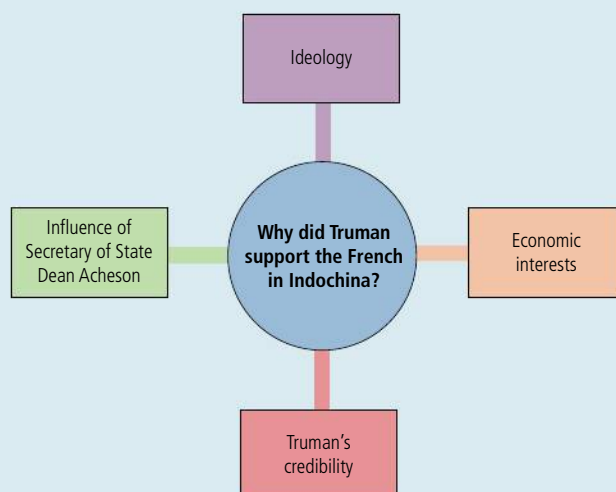 Ideology
Influence of
Secretary of State
Dean Acheson
Why did Truman
support the French
in Indochina?
Economic
interests
Truman's
credibility